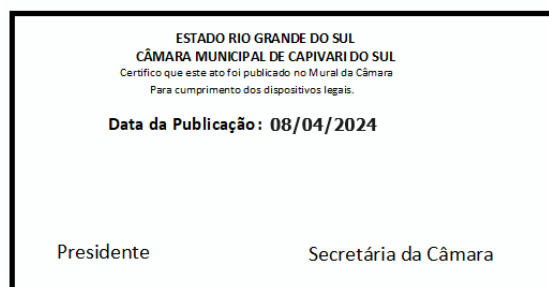 ESTADO RIO GRANDE DO SUL
CÂMARA MUNICIPAL DE CAPIVARI DO SUL
Certifico que este ato foi publicado no Mural da Câmara
Para cumprimento dos dispositivos legais.
Data da Publicação : 08/04/2024
Presidente Secretária da Câmara